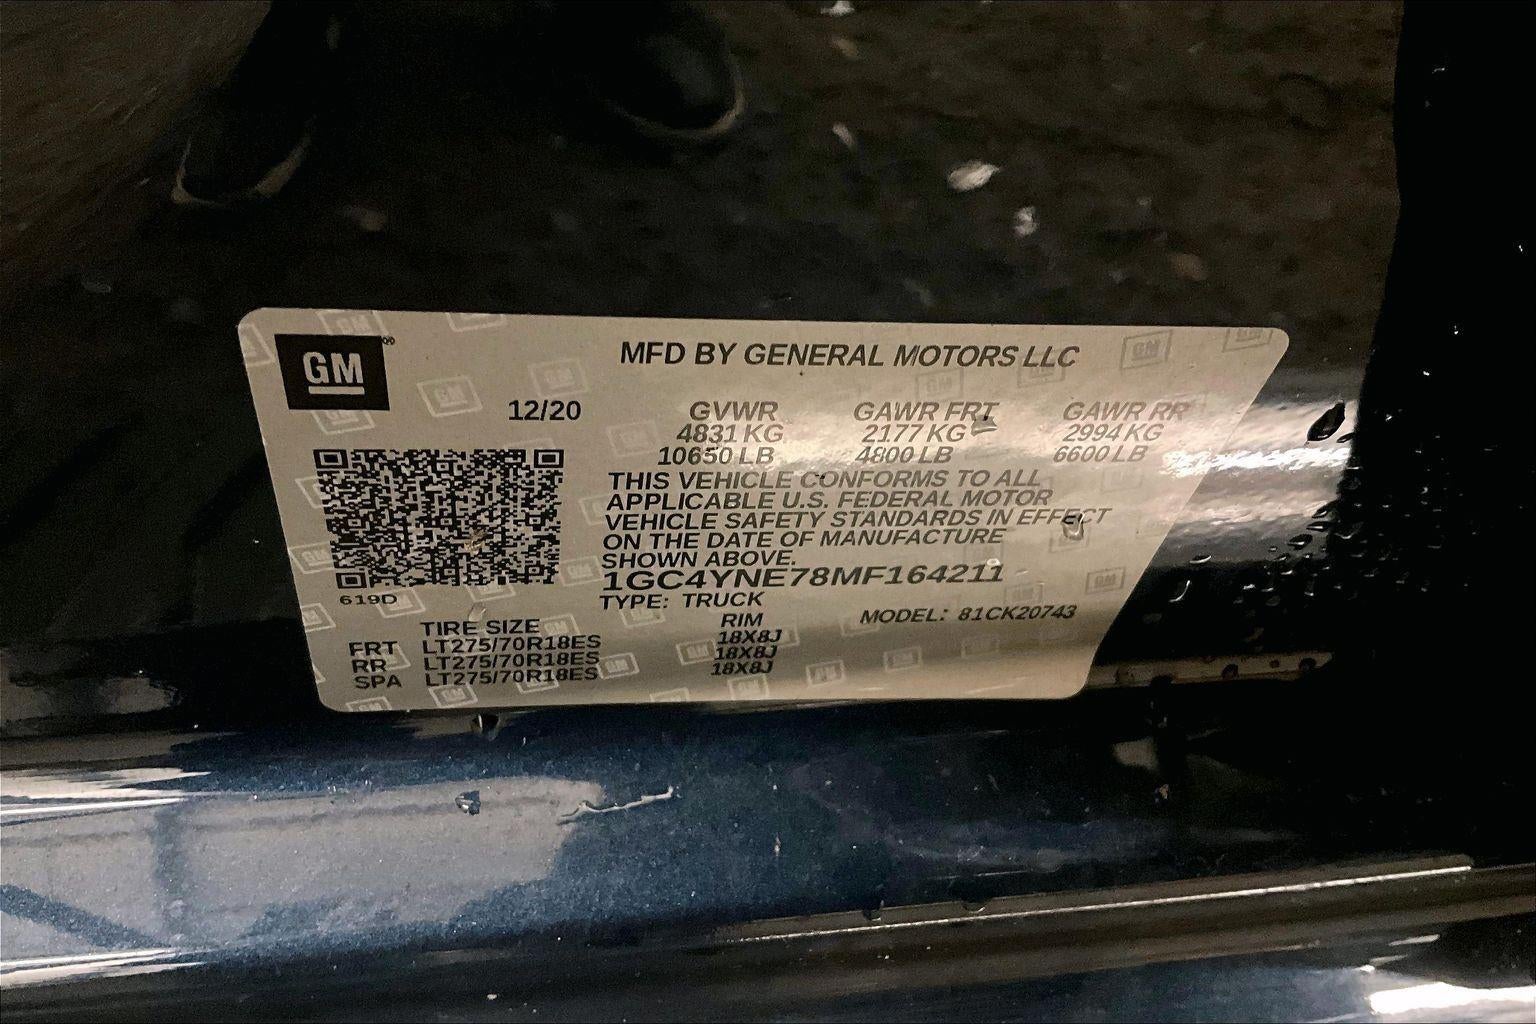 GM
MFD BY GENERAL MOTORS LLC
12/20
GVWR GAWR FRT GAWR RR
4831 KG 2177 KG 2994 KG
10650 LB 4800 LB 6600 LB
THIS VEHICLE CONFORMS TO ALL
APPLICABLE U.S. FEDERAL MOTOR
VEHICLE SAFETY STANDARDS IN EFFECT
ON THE DATE OF MANUFACTURE
SHOWN ABOVE.
1GC4YNE78MF164211
619D
TYPE: TRUCK
MODEL: 81CK20743
TIRE SIZE RIM
FRT LT275/70R18ES 18X8J
RR LT275/70R18ES 18X8J
SPA LT275/70R18ES 18X8J